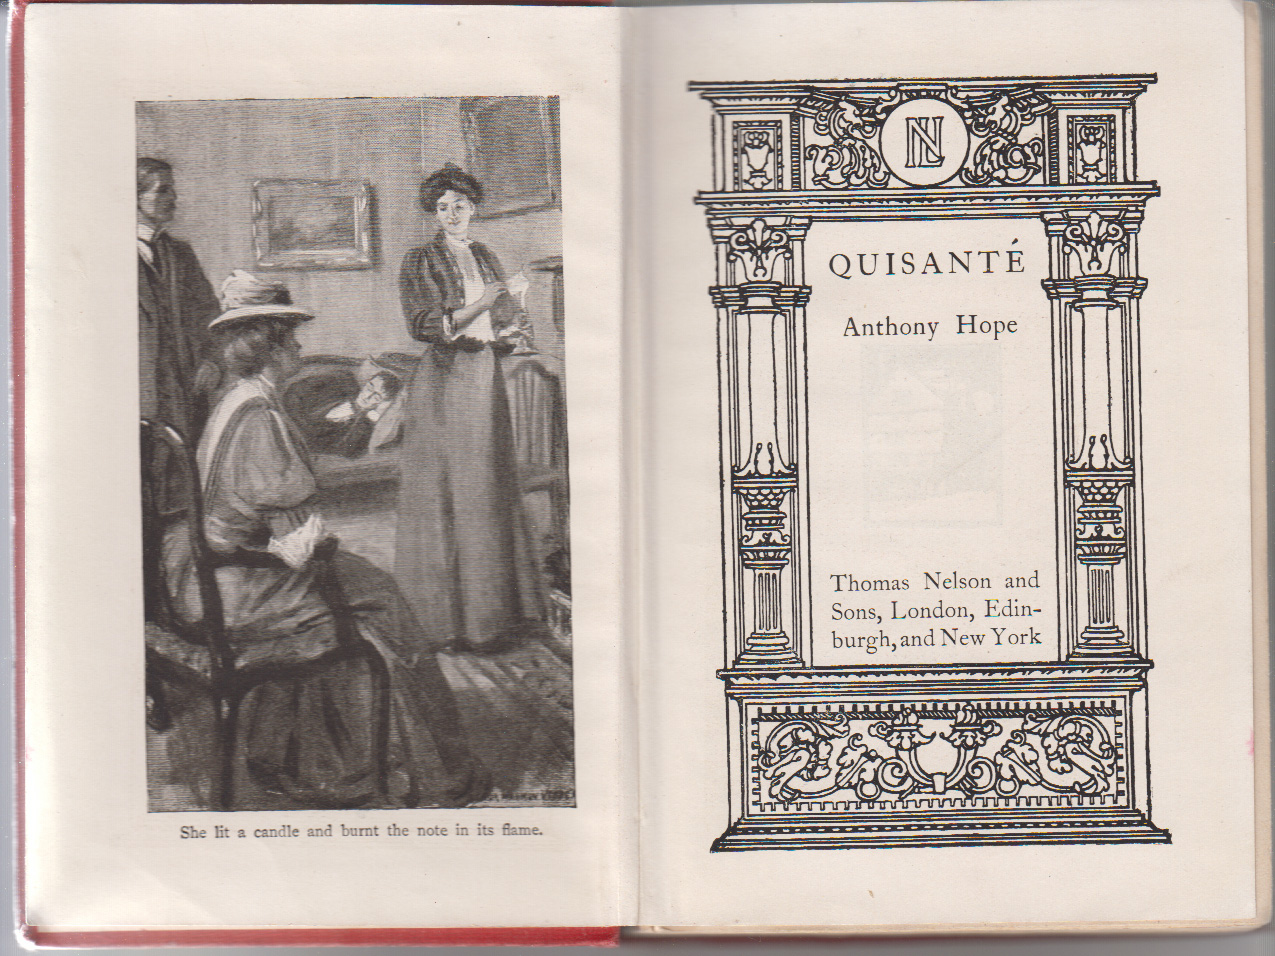 She lit a candle and burnt the note in its flame.
NL
QUISANTÉ
Anthony Hope
Thomas Nelson and
Sons, London, Edin-
burgh, and New York